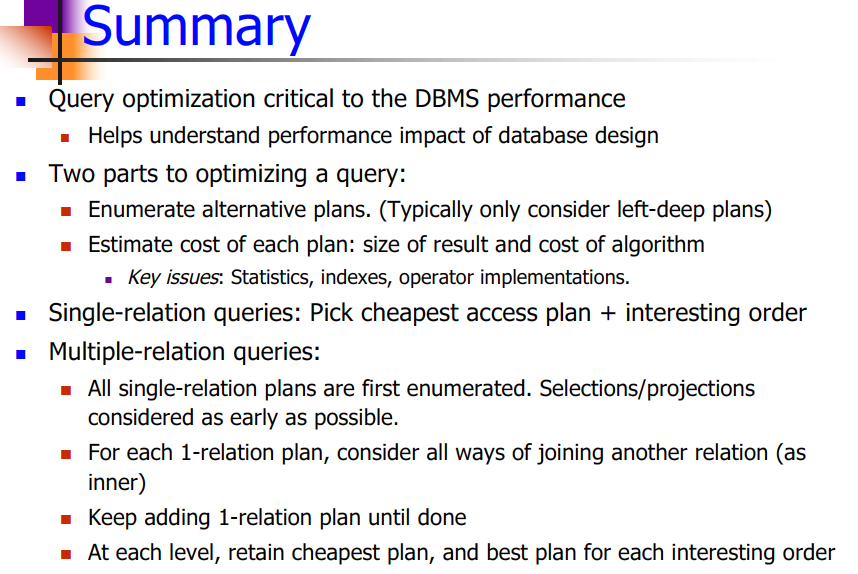 Summary
Query optimization critical to the DBMS performance
Helps understand performance impact of database design
Two parts to optimizing a query:
Enumerate alternative plans. (Typically only consider left-deep plans)
Estimate cost of each plan: size of result and cost of algorithm
Key issues: Statistics, indexes, operator implementations.
Single-relation queries: Pick cheapest access plan + interesting order
Multiple-relation queries:
All single-relation plans are first enumerated. Selections/projections
considered as early as possible.
For each 1-relation plan, consider all ways of joining another relation (as
inner)
Keep adding 1-relation plan until done
At each level, retain cheapest plan, and best plan for each interesting order